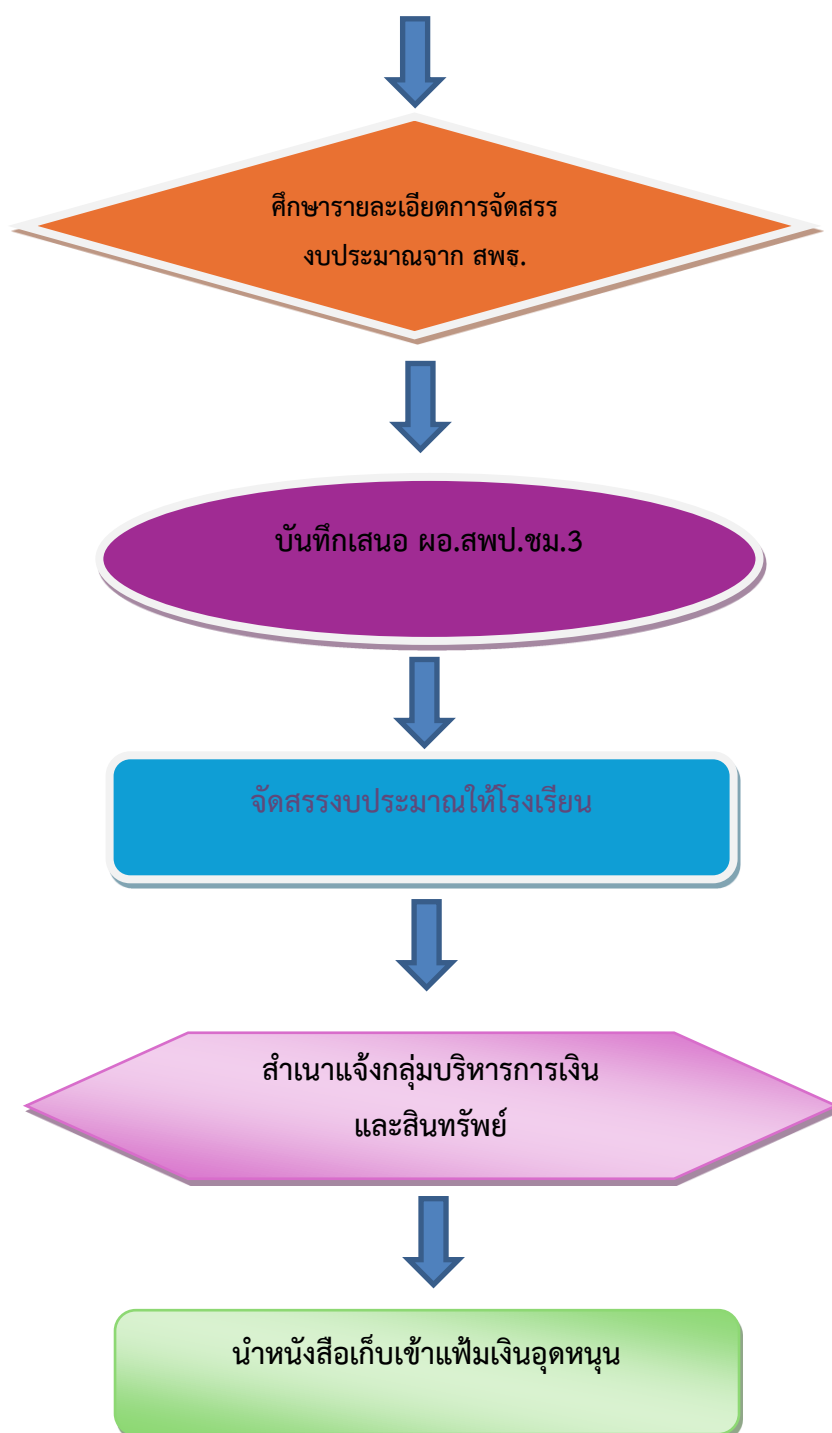 ศึกษารายละเอียดการจัดสรร
งบประมาณจาก สพฐ.
บันทึกเสนอ ผอ.สพป.ชม.3
จัดสรรงบประมาณให้โรงเรียน
สำเนาแจ้งกลุ่มบริหารการเงิน
และสินทรัพย์
นำหนังสือเก็บเข้าแฟ้มเงินอุดหนุน